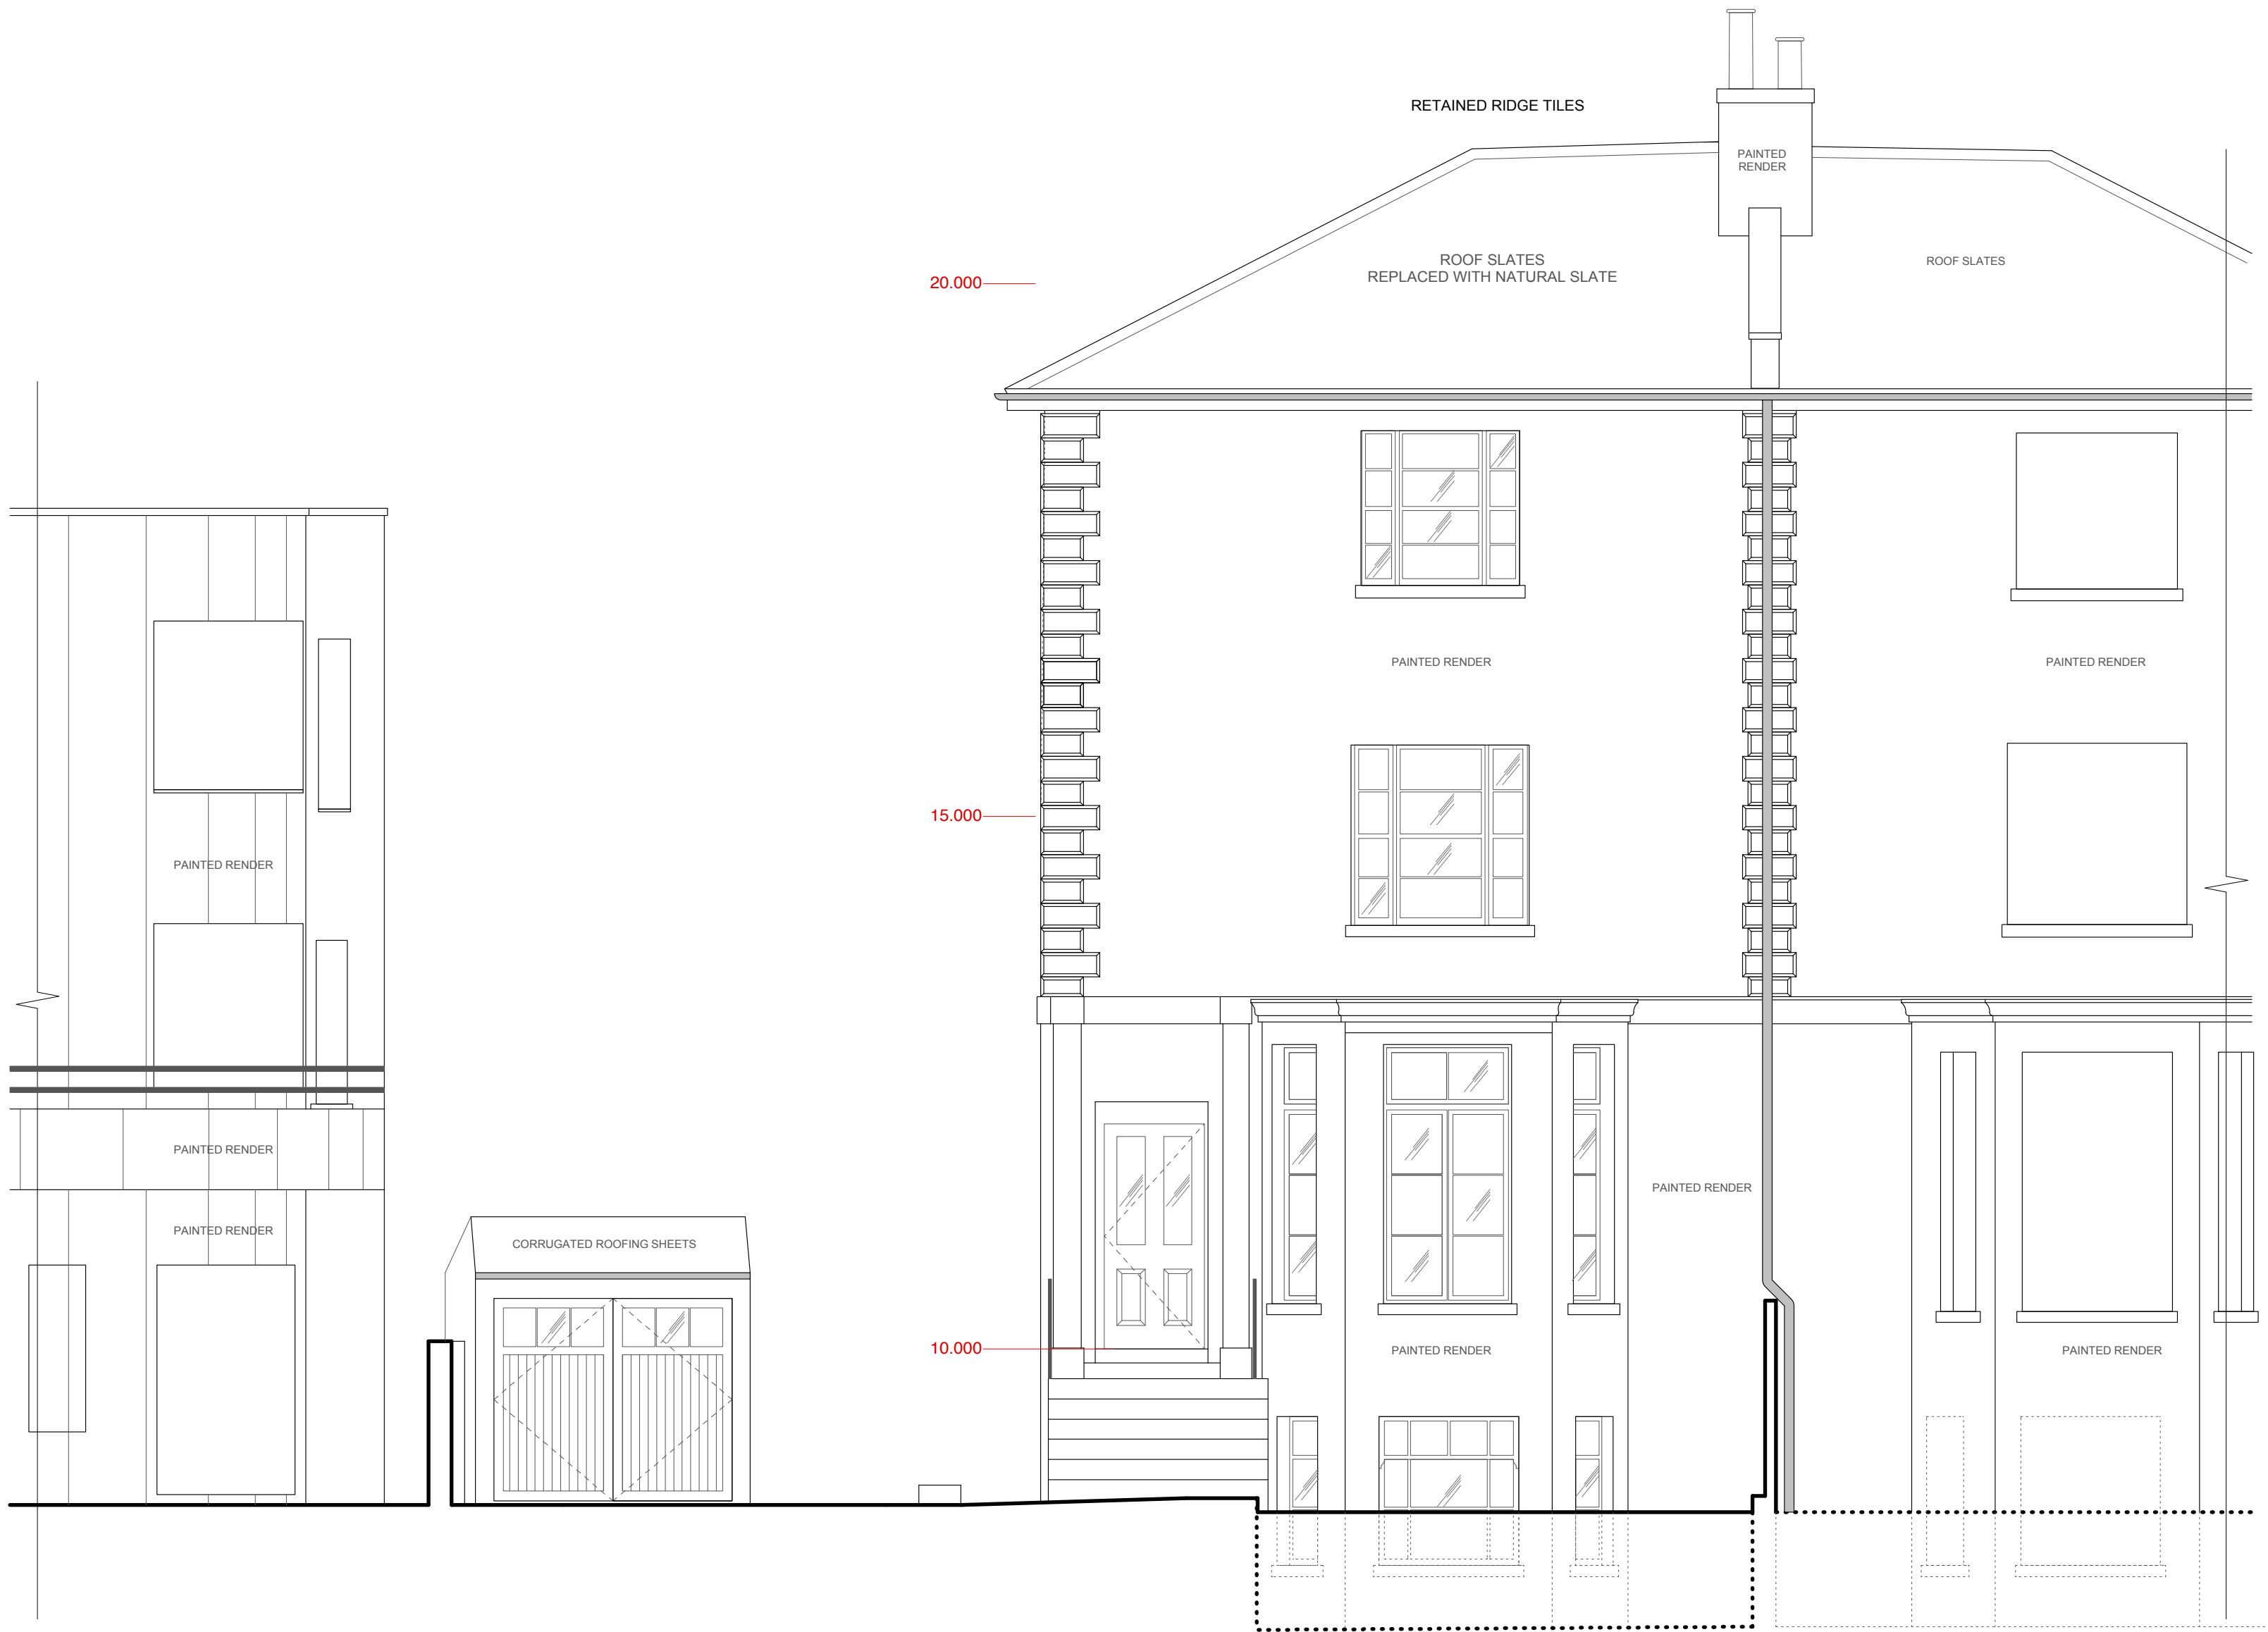 RETAINED RIDGE TILES
PAINTED
RENDER
ROOF SLATES
REPLACED WITH NATURAL SLATE
ROOF SLATES
20.000
PAINTED RENDER
PAINTED RENDER
15.000
PAINTED RENDER
PAINTED RENDER
PAINTED RENDER
PAINTED RENDER
CORRUGATED ROOFING SHEETS
10.000
PAINTED RENDER
PAINTED RENDER